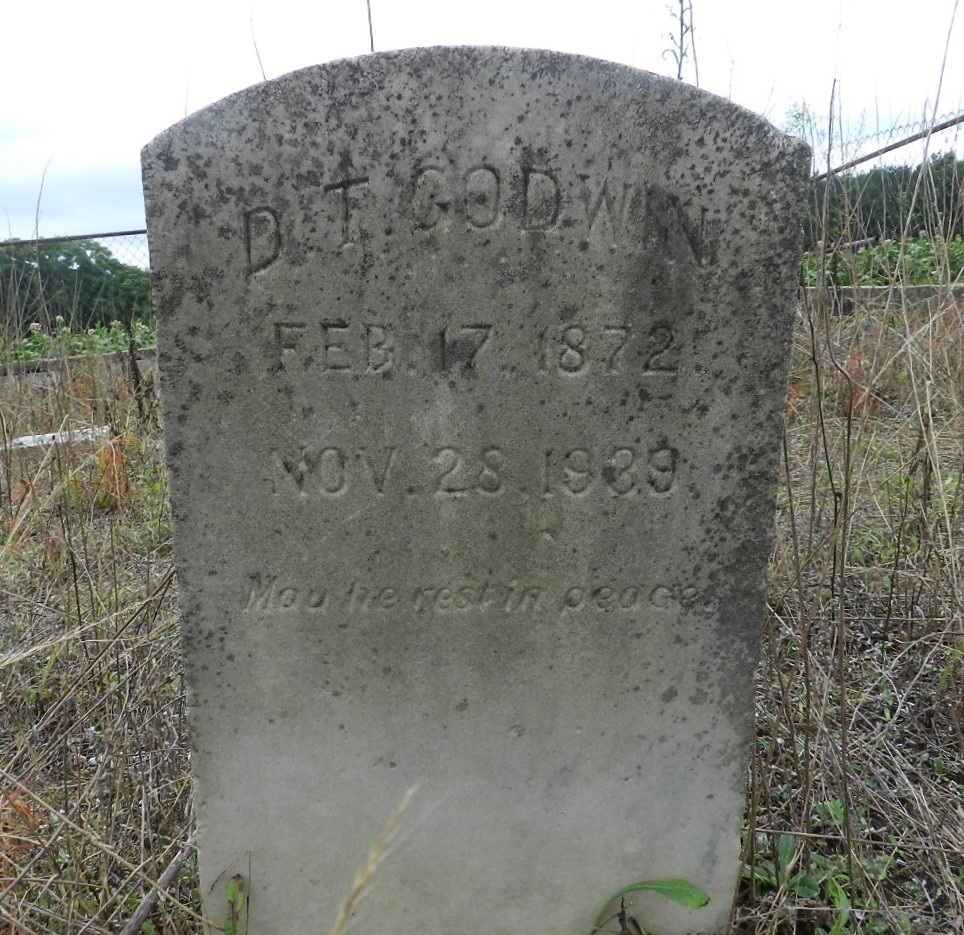 D. T. GODWIN
FEB. 17. 1872
NOV. 28. 1939.
May he rest in peace.